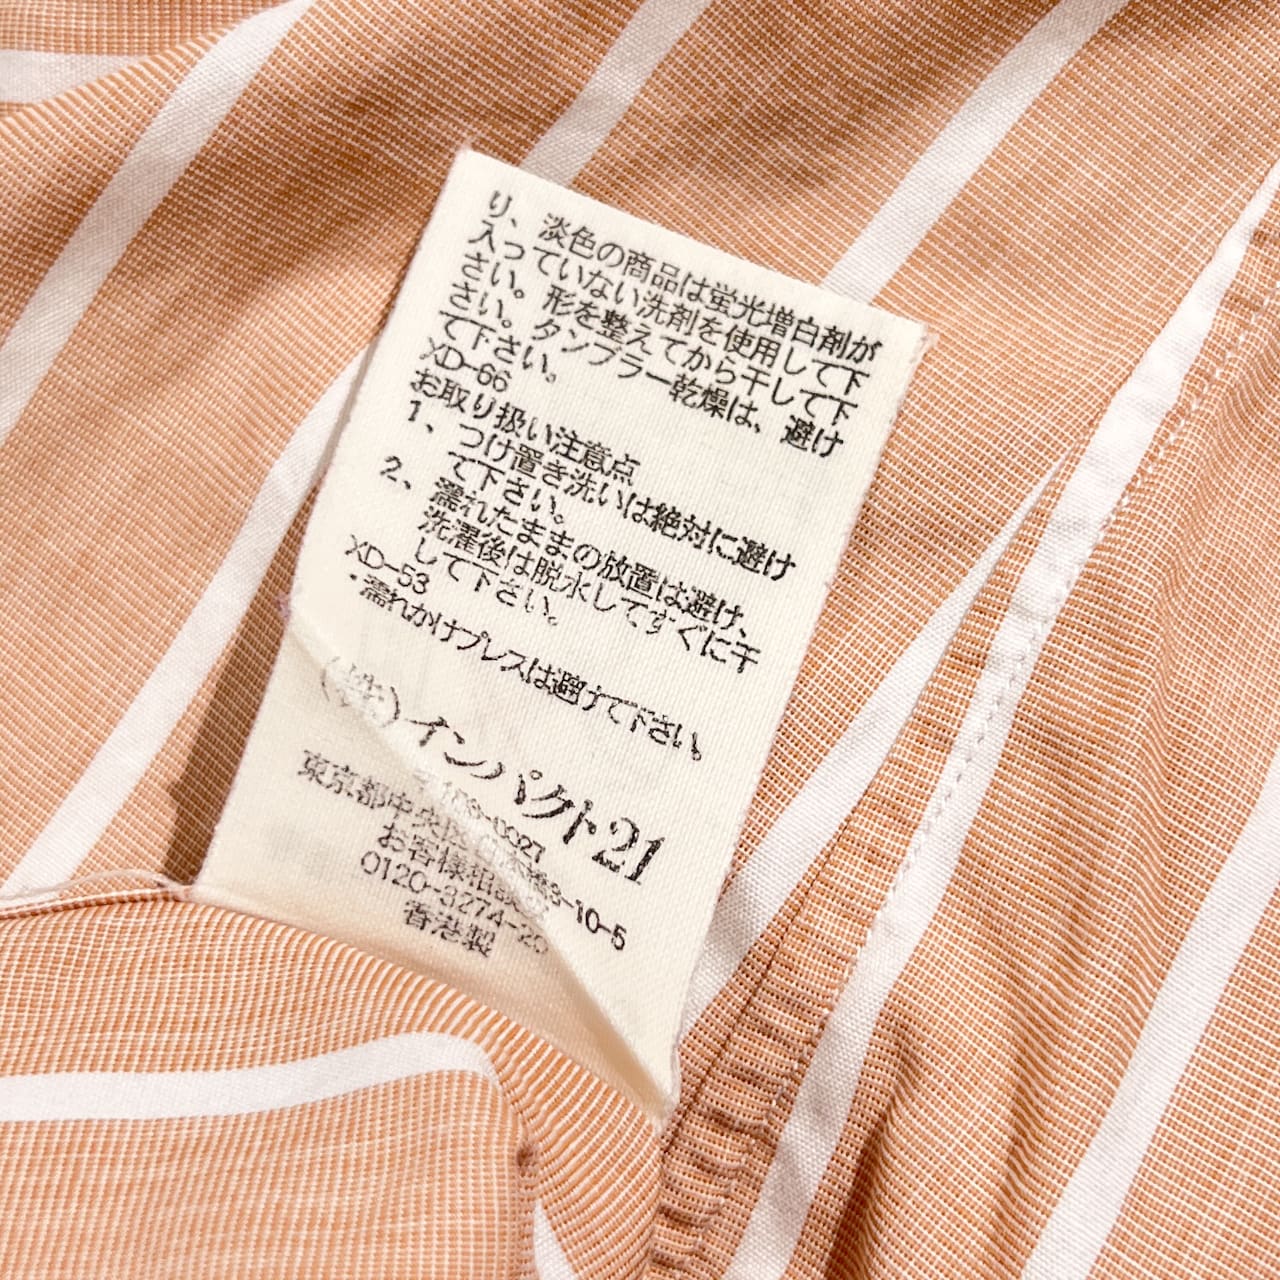 り、淡色の商品は蛍光増白剤が
入っていない洗剤を使用して下
さい。形を整えてから干して下
さい。タンブラー乾燥は、避け
て下さい。
XD-66
お取り扱い注意点
1、つけ置き洗いは絶対に避け
て下さい。
2、濡れたままの放置は避け、
洗濯後は脱水してすぐに干
して下さい。
XD-53
・濡れかけプレスは避けて下さい。
(株)インパクト21
東京都中央区 3-10-5
お客様相談
0120-3274-20
香港製